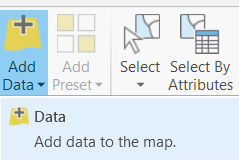 Add
Data
Add
Preset
Select
Select By
Attributes
Data
Add data to the map.